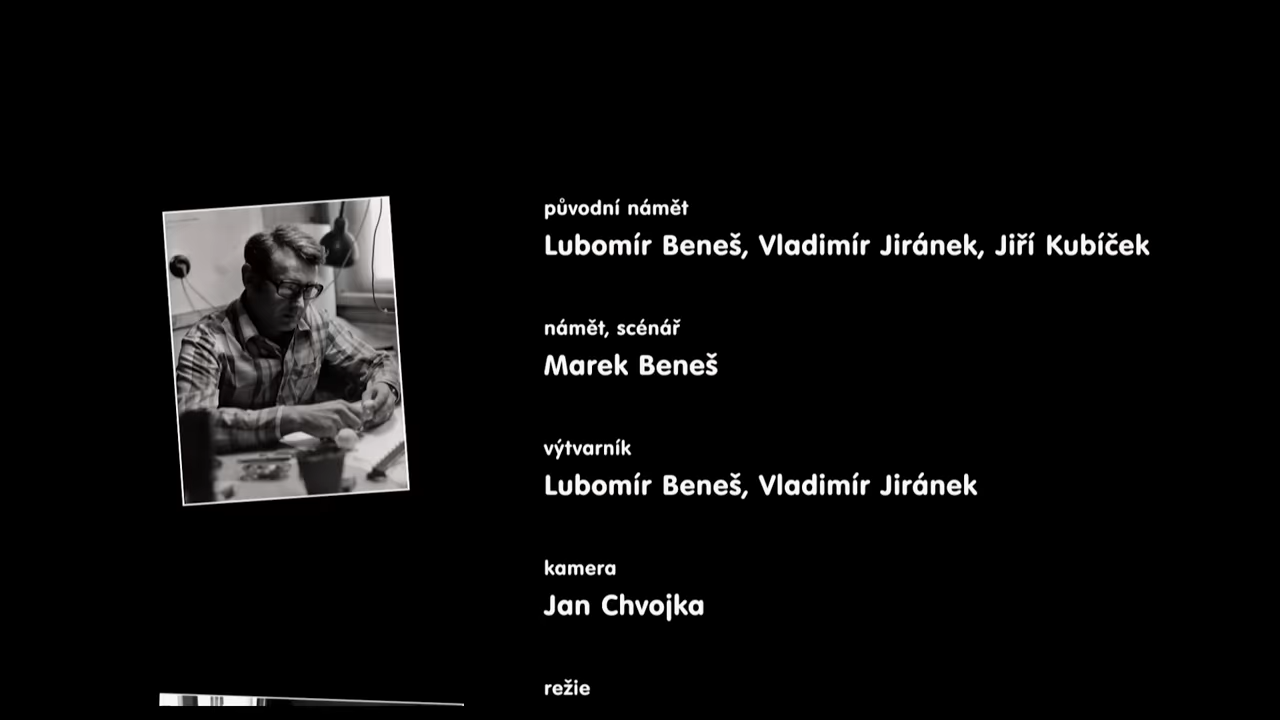 původní námět
Lubomír Beneš, Vladimír Jiránek, Jiří Kubíček
námět, scénář
Marek Beneš
výtvarník
Lubomír Beneš, Vladimír Jiránek
kamera
Jan Chvojka
režie